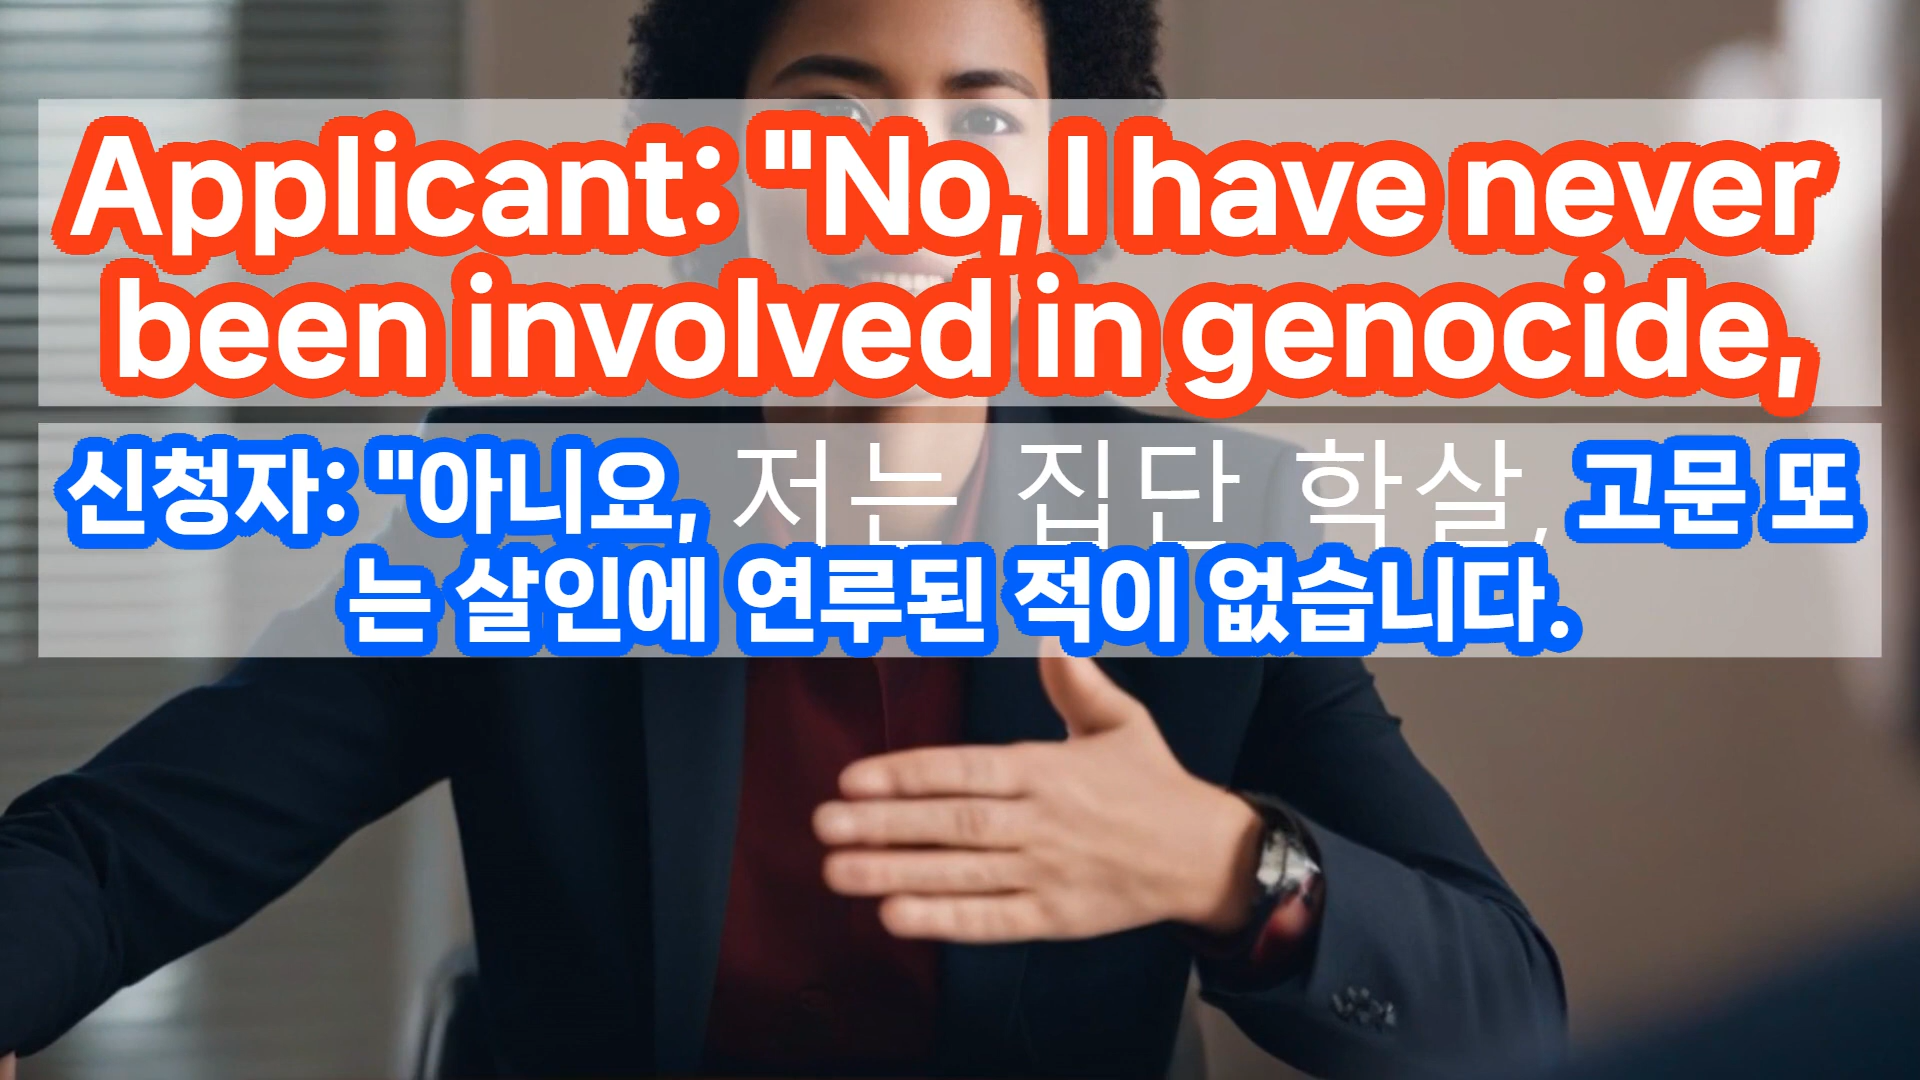 Applicant: "No, I have never
been involved in genocide,
신청자: "아니요, 저는 집단 학살, 고문 또
는 살인에 연루된 적이 없습니다.